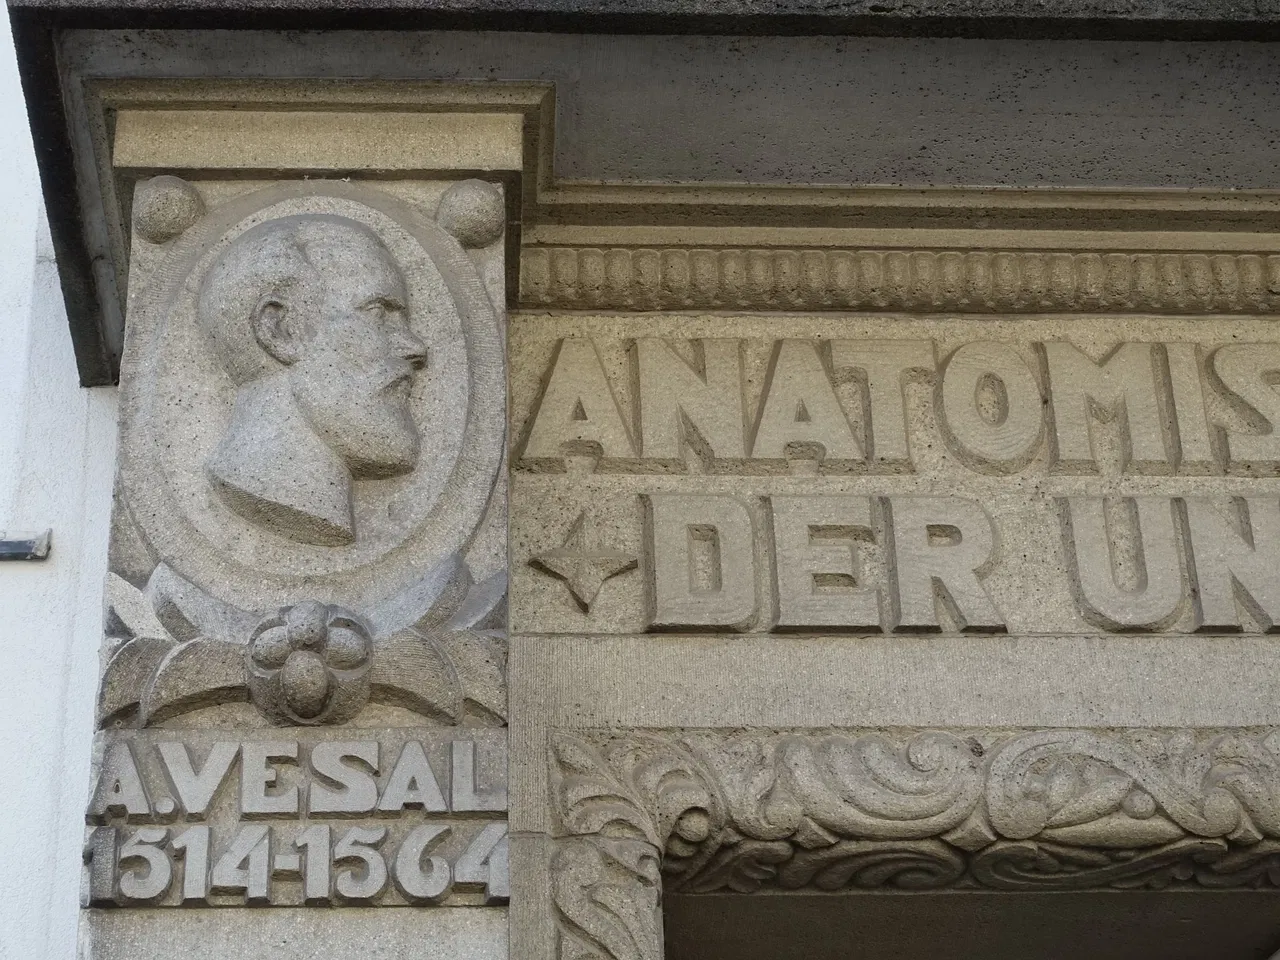 ANATOMIS
DER UN
A.VESAL
1514-1564